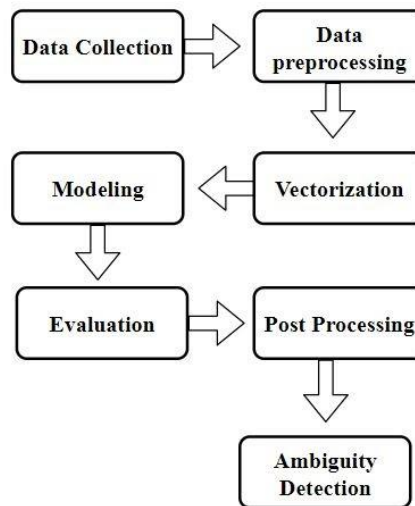 Data Collection
Data
preprocessing
Vectorization
Modeling
Evaluation
Post Processing
Ambiguity
Detection